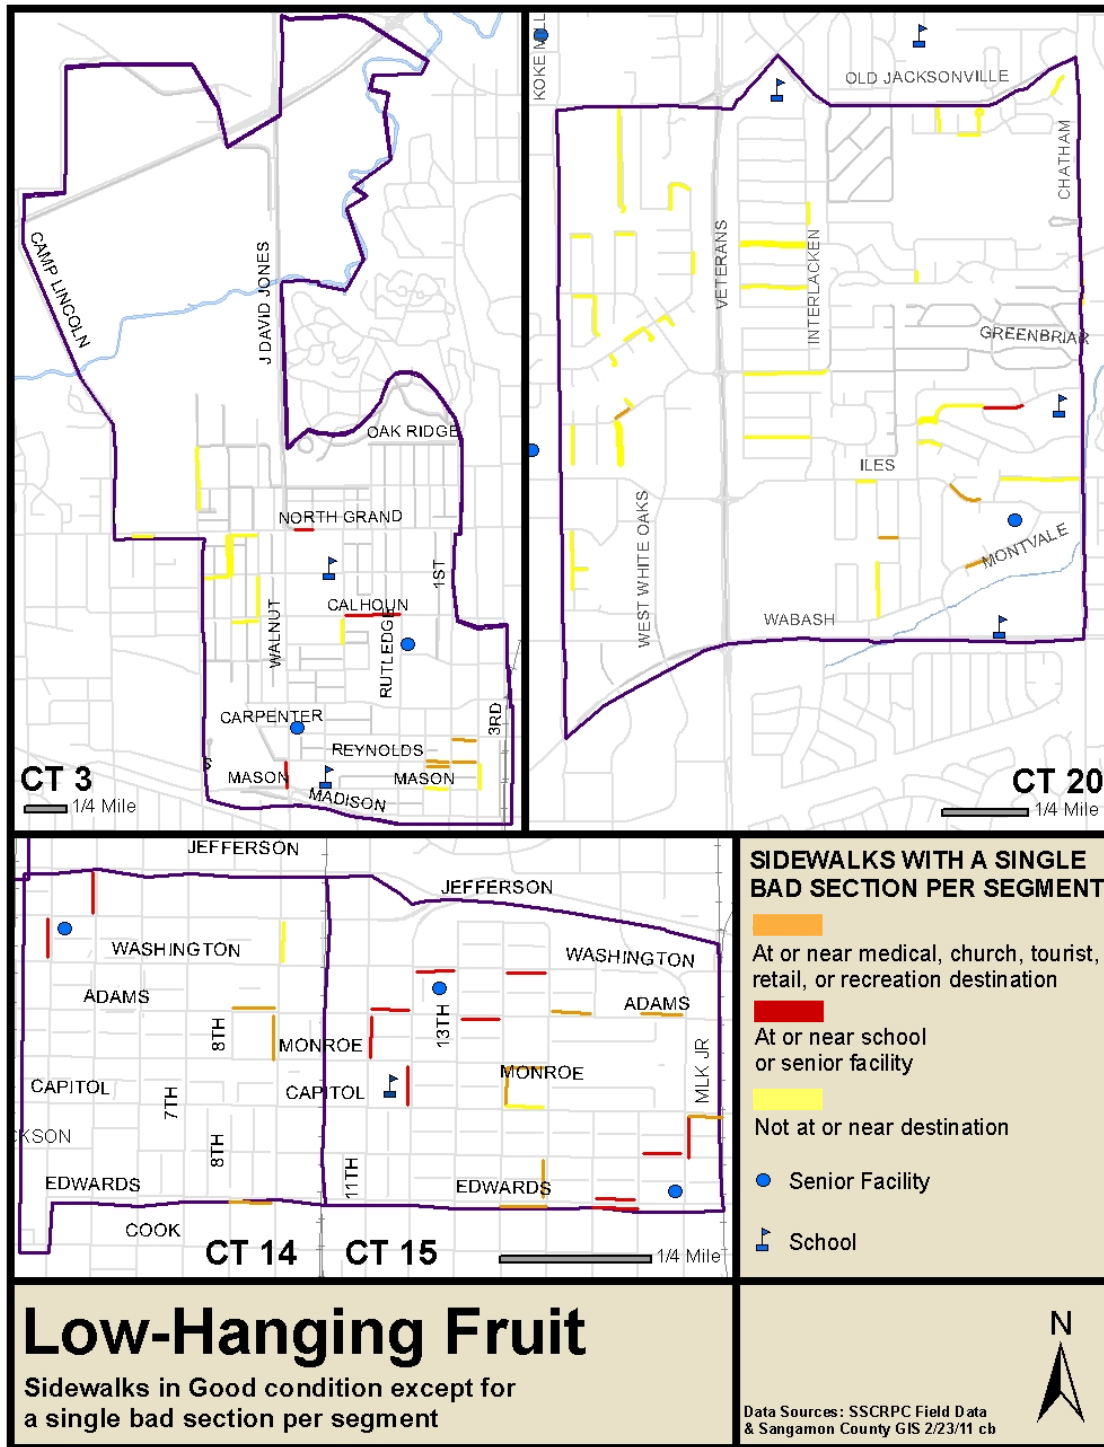 CAMP LINCOLN
J DAVID JONES
OAK RIDGE
NORTH GRAND
1ST
CALHOUN
WALNUT
RUTLEDGE
CARPENTER
3RD
REYNOLDS
S
MASON
MASON
MADISON
CT 3
1/4 Mile
KOKE MILL
OLD JACKSONVILLE
CHATHAM
VETERANS
INTERLACKEN
GREENBRIAR
ILES
WEST WHITE OAKS
MONTVALE
WABASH
CT 20
1/4 Mile
JEFFERSON
JEFFERSON
WASHINGTON
WASHINGTON
ADAMS
ADAMS
8TH
13TH
MONROE
MONROE
MLK JR
CAPITOL
CAPITOL
7TH
CKSON
8TH
11TH
EDWARDS
EDWARDS
COOK
CT 14
CT 15
1/4 Mile
SIDEWALKS WITH A SINGLE
BAD SECTION PER SEGMENT
At or near medical, church, tourist,
retail, or recreation destination
At or near school
or senior facility
Not at or near destination
Senior Facility
School
Low-Hanging Fruit
Sidewalks in Good condition except for
a single bad section per segment
N
Data Sources: SSCRPC Field Data
& Sangamon County GIS 2/23/11 cb